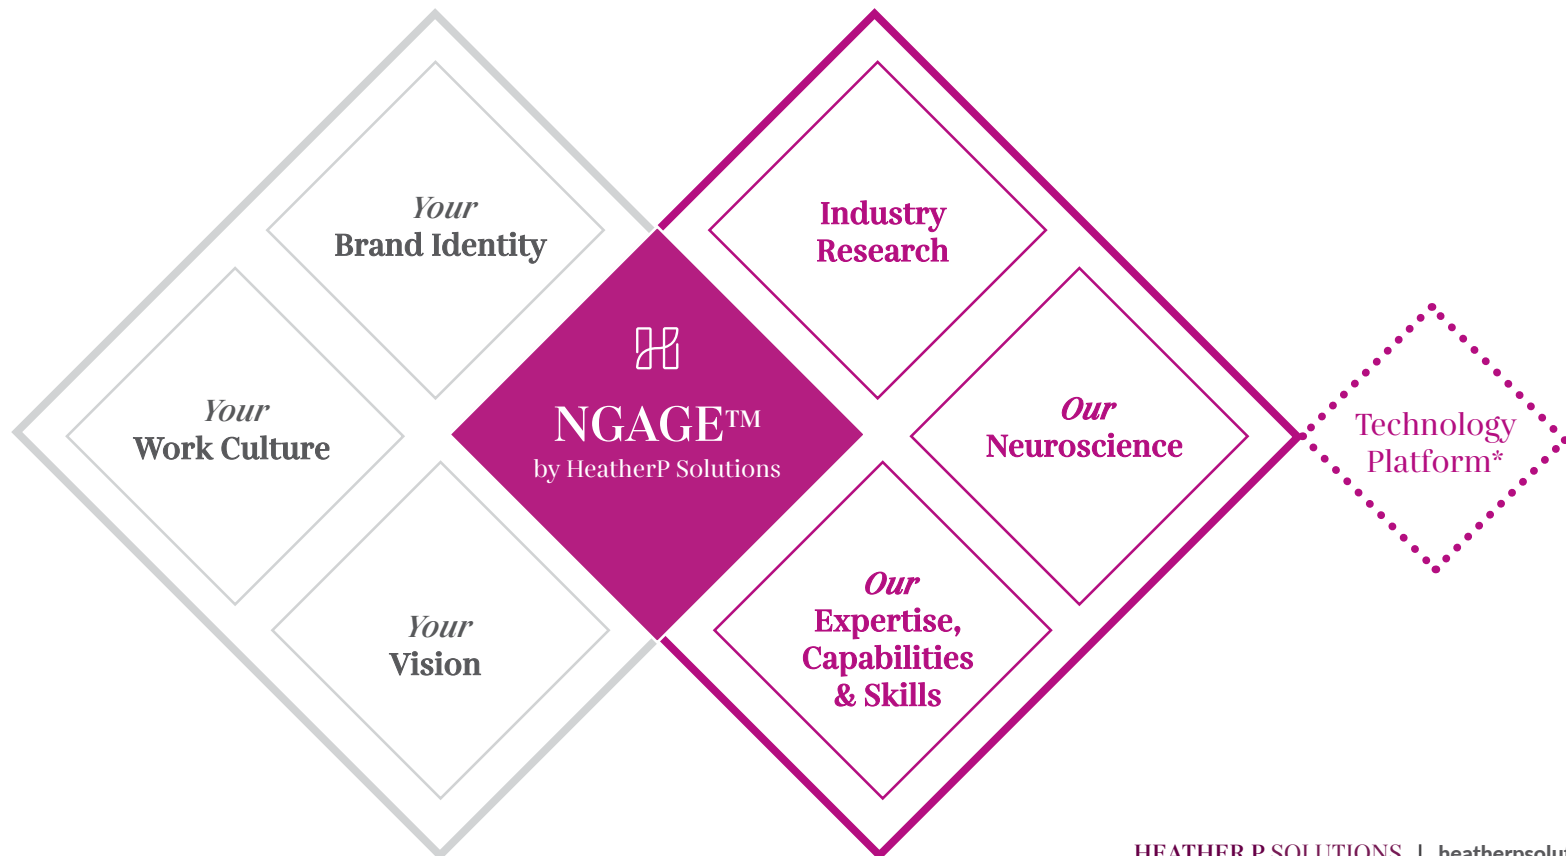 Your
Brand Identity
Your
Work Culture
Your
Vision
NGAGE™
by HeatherP Solutions
Industry
Research
Our
Neuroscience
Our
Expertise,
Capabilities
& Skills
Technology
Platform*
HEATHER P SOLUTIONS |